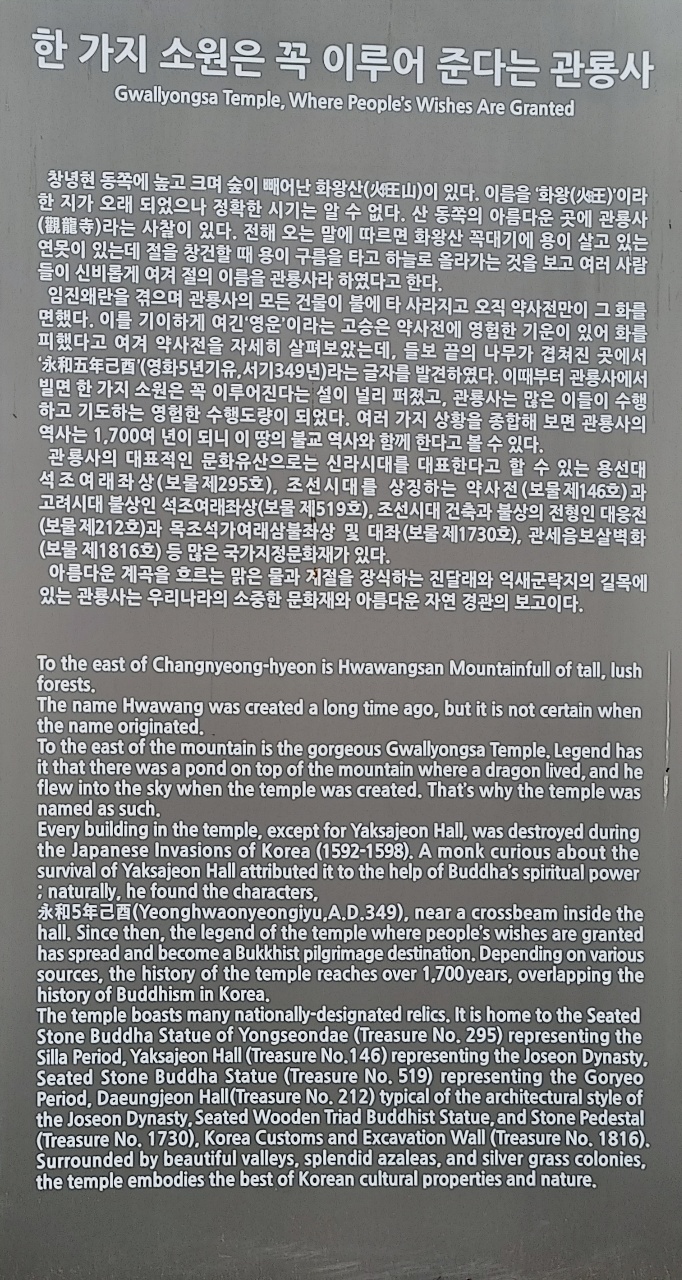 한 가지 소원은 꼭 이루어 준다는 관룡사
Gwallyongsa Temple, Where People's Wishes Are Granted
창녕현 동쪽에 높고 크며 숲이 빼어난 화왕산(火旺山)이 있다. 이름을 '화왕(火旺)'이라
한 지가 오래 되었으나 정확한 시기는 알 수 없다. 산 동쪽의 아름다운 곳에 관룡사
(觀龍寺)라는 사찰이 있다. 전해 오는 말에 따르면 화왕산 꼭대기에 용이 살고 있는
연못이 있는데 절을 창건할 때 용이 구름을 타고 하늘로 올라가는 것을 보고 여러 사람
들이 신비롭게 여겨 절의 이름을 관룡사라 하였다고 한다.
임진왜란을 겪으며 관룡사의 모든 건물이 불에 타 사라지고 오직 약사전만이 그 화를
면했다. 이를 기이하게 여긴'영운'이라는 고승은 약사전에 영험한 기운이 있어 화를
피했다고 여겨 약사전을 자세히 살펴보았는데, 들보 끝의 나무가 겹쳐진 곳에서
'永和五年己酉'(영화5년기유,서기349년)라는 글자를 발견하였다. 이때부터 관룡사에서
빌면 한 가지 소원은 꼭 이루어진다는 설이 널리 퍼졌고, 관룡사는 많은 이들이 수행
하고 기도하는 영험한 수행도량이 되었다. 여러 가지 상황을 종합해 보면 관룡사의
역사는 1,700여 년이 되니 이 땅의 불교 역사와 함께 한다고 볼 수 있다.
관룡사의 대표적인 문화유산으로는 신라시대를 대표한다고 할 수 있는 용선대
석조여래좌상(보물제295호), 조선시대를 상징하는 약사전(보물제146호)과
고려시대 불상인 석조여래좌상(보물 제519호), 조선시대 건축과 불상의 전형인 대웅전
(보물제212호)과 목조석가여래삼불좌상 및 대좌(보물제1730호), 관세음보살벽화
(보물 제1816호) 등 많은 국가지정문화재가 있다.
아름다운 계곡을 흐르는 맑은 물과 계절을 장식하는 진달래와 억새군락지의 길목에
있는 관룡사는 우리나라의 소중한 문화재와 아름다운 자연 경관의 보고이다.
To the east of Changnyeong-hyeon is Hwawangsan Mountainfull of tall, lush
forests.
The name Hwawang was created a long time ago, but it is not certain when
the name originated.
To the east of the mountain is the gorgeous Gwallyongsa Temple. Legend has
it that there was a pond on top of the mountain where a dragon lived, and he
flew into the sky when the temple was created. That's why the temple was
named as such.
Every building in the temple, except for Yaksajeon Hall, was destroyed during
the Japanese Invasions of Korea (1592-1598). A monk curious about the
survival of Yaksajeon Hall attributed it to the help of Buddha's spiritual power
; naturally, he found the characters,
永和5年己酉(Yeonghwaonyeongiyu,A.D.349), near a crossbeam inside the
hall. Since then, the legend of the temple where people's wishes are granted
has spread and become a Bukkhist pilgrimage destination. Depending on various
sources, the history of the temple reaches over 1,700 years, overlapping the
history of Buddhism in Korea.
The temple boasts many nationally-designated relics. It is home to the Seated
Stone Buddha Statue of Yongseondae (Treasure No. 295) representing the
Silla Period, Yaksajeon Hall (Treasure No.146) representing the Joseon Dynasty,
Seated Stone Buddha Statue (Treasure No. 519) representing the Goryeo
Period, Daeungjeon Hall(Treasure No. 212) typical of the architectural style of
the Joseon Dynasty, Seated Wooden Triad Buddhist Statue, and Stone Pedestal
(Treasure No. 1730), Korea Customs and Excavation Wall (Treasure No. 1816).
Surrounded by beautiful valleys, splendid azaleas, and silver grass colonies,
the temple embodies the best of Korean cultural properties and nature.